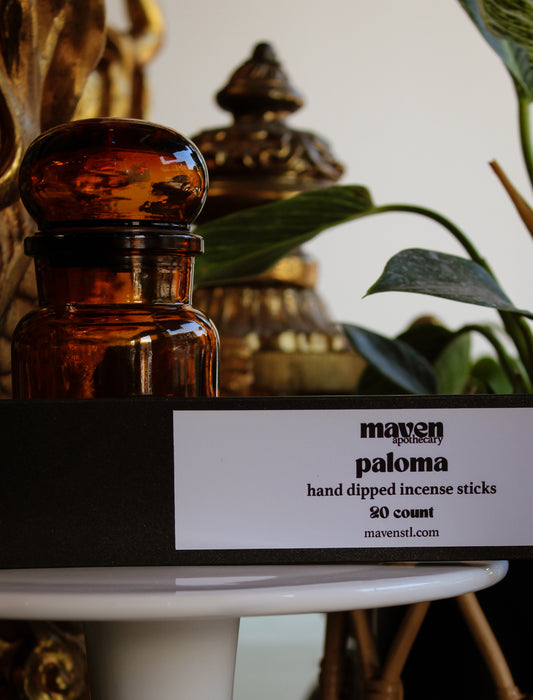 maven
apothecary
paloma
hand dipped incense sticks
20 count
mavenstl.com